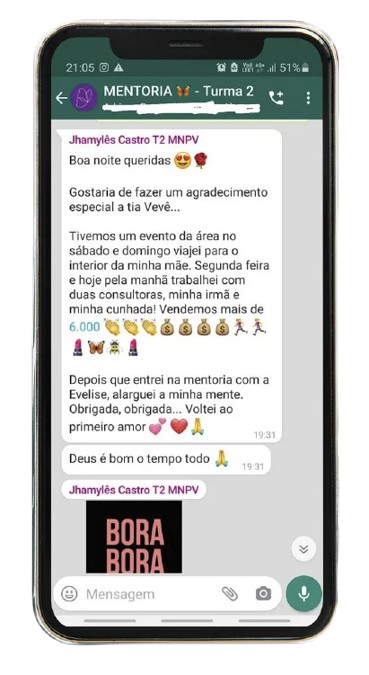 21:05 51%
MENTORIA 🦋 - Turma 2
Jhamylês Castro T2 MNPV
Boa noite queridas 😍🌹
Gostaria de fazer um agradecimento
especial a tia Vevê...
Tivemos um evento da área no
sábado e domingo viajei para o
interior da minha mãe. Segunda feira
e hoje pela manhã trabalhei com
duas consultoras, minha irmã e
minha cunhada! Vendemos mais de
6.000 👏👏👏💰💰💰💰🏃‍♀️🏃‍♀️
💄🦋🐞💄
Depois que entrei na mentoria com a
Evelise, alarguei a minha mente.
Obrigada, obrigada... Voltei ao
primeiro amor 💕❤️🙏
19:31
Deus é bom o tempo todo 🙏
19:31
Jhamylês Castro T2 MNPV
BORA
BORA
Mensagem